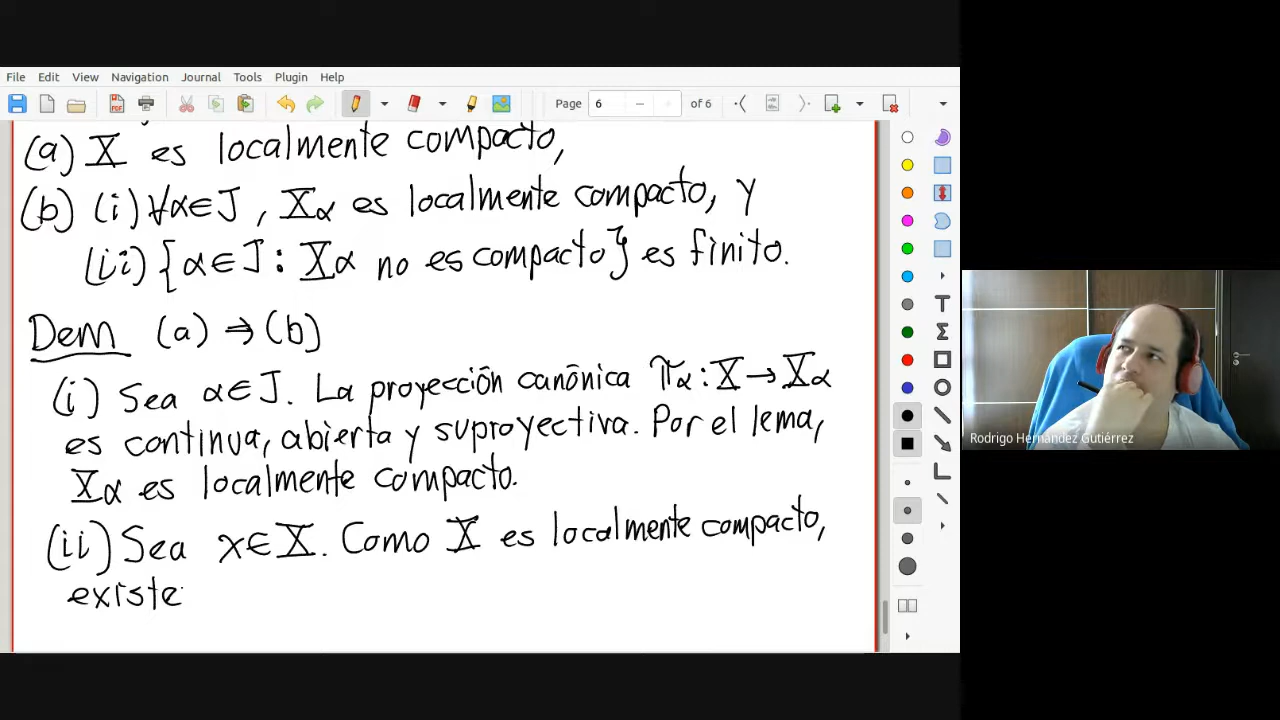 File Edit View Navigation Journal Tools Plugin Help
Page 6 of 6
(a) X es localmente compacto,
(b) (i) ∀α∈J, Xα es localmente compacto, y
(ii) {α∈J : Xα no es compacto} es finito.
Dem (a) ⇒ (b)
(i) Sea α∈J. La proyección canónica πα : X → Xα
es continua, abierta y suproyectiva. Por el lema,
Xα es localmente compacto.
(ii) Sea x∈X. Como X es localmente compacto,
existe
Rodrigo Hernández Gutiérrez